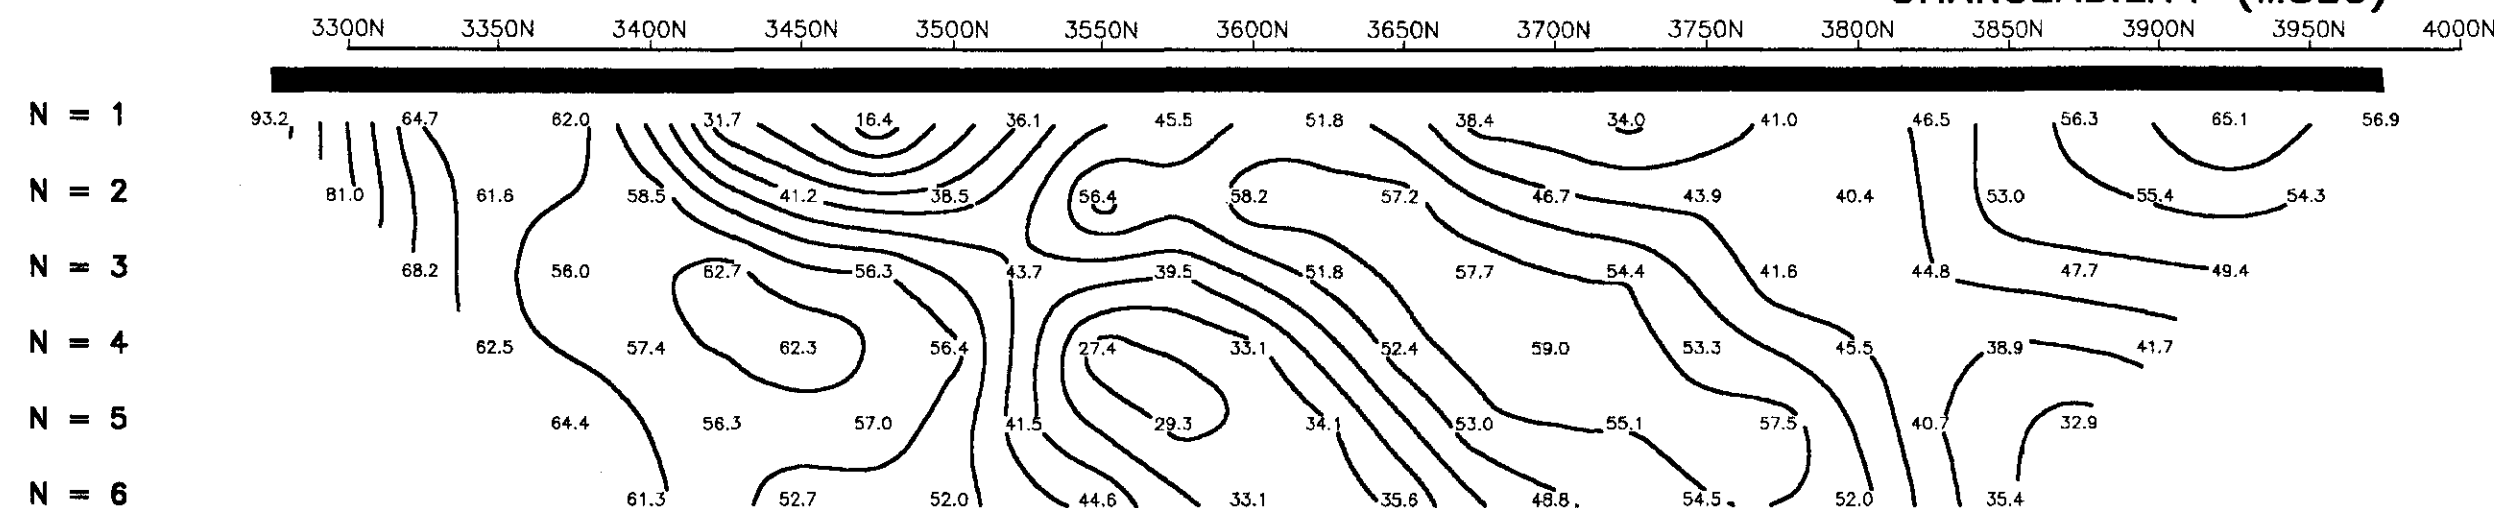 CHARGEABILITY (MSEC)
3300N 3350N 3400N 3450N 3500N 3550N 3600N 3650N 3700N 3750N 3800N 3850N 3900N 3950N 4000N
N = 1 93.2 64.7 62.0 31.7 16.4 36.1 45.5 51.8 38.4 34.0 41.0 46.5 56.3 65.1 56.9
N = 2 81.0 61.6 58.5 41.2 38.5 56.4 58.2 57.2 46.7 43.9 40.4 53.0 55.4 54.3
N = 3 68.2 56.0 62.7 56.3 43.7 39.5 51.8 57.7 54.4 41.6 44.8 47.7 49.4
N = 4 62.5 57.4 62.3 56.4 27.4 33.1 52.4 59.0 53.3 45.5 38.9 41.7
N = 5 64.4 56.3 57.0 41.5 29.3 34.1 53.0 55.1 57.5 40.7 32.9
N = 6 61.3 52.7 52.0 44.6 33.1 35.6 48.8 54.5 52.0 35.4